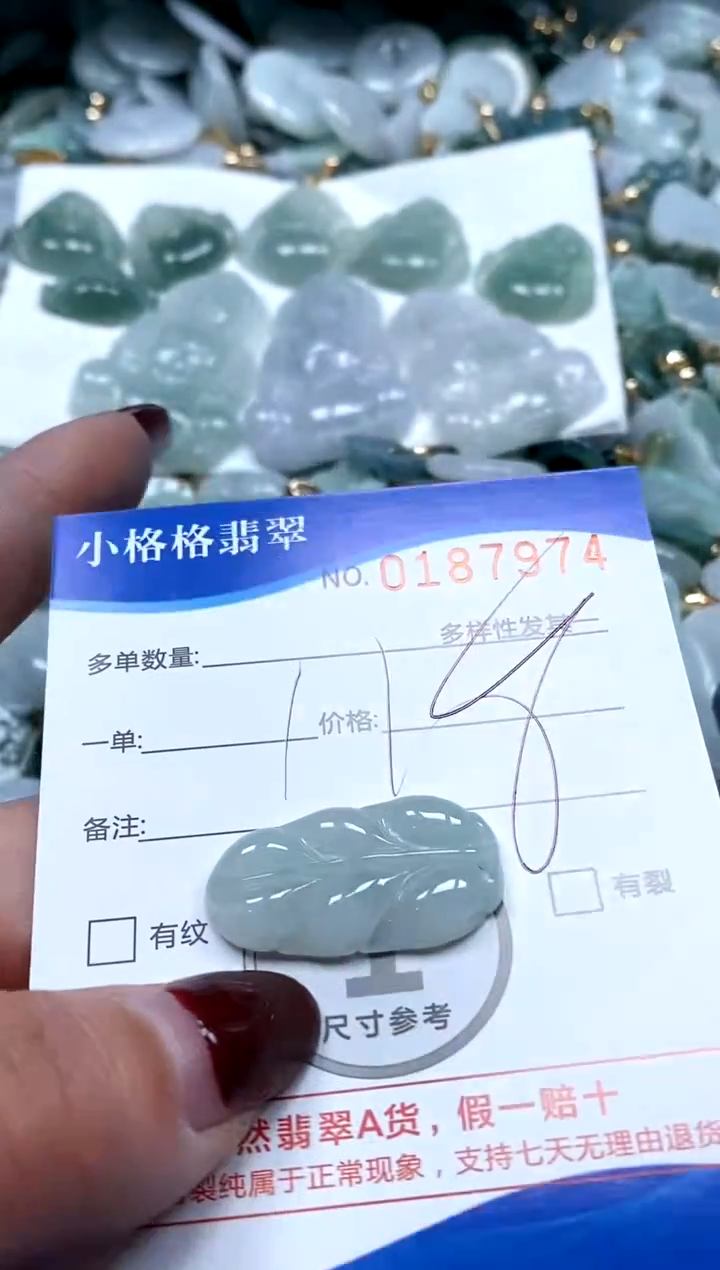 小格格翡翠
NO. 0187974
多样性发基
多单数量:
一单: 价格:
118
备注:
有纹 有裂
尺寸参考
然翡翠A货，假一赔十
裂纯属于正常现象，支持七天无理由退货